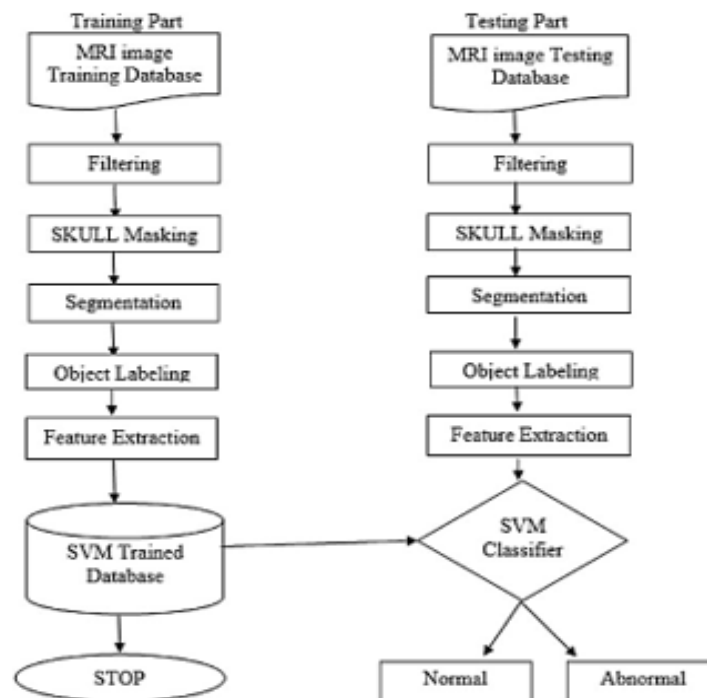 Training Part
MRI image
Training Database
Filtering
SKULL Masking
Segmentation
Object Labeling
Feature Extraction
SVM Trained
Database
STOP
Testing Part
MRI image Testing
Database
Filtering
SKULL Masking
Segmentation
Object Labeling
Feature Extraction
SVM
Classifier
Normal
Abnormal